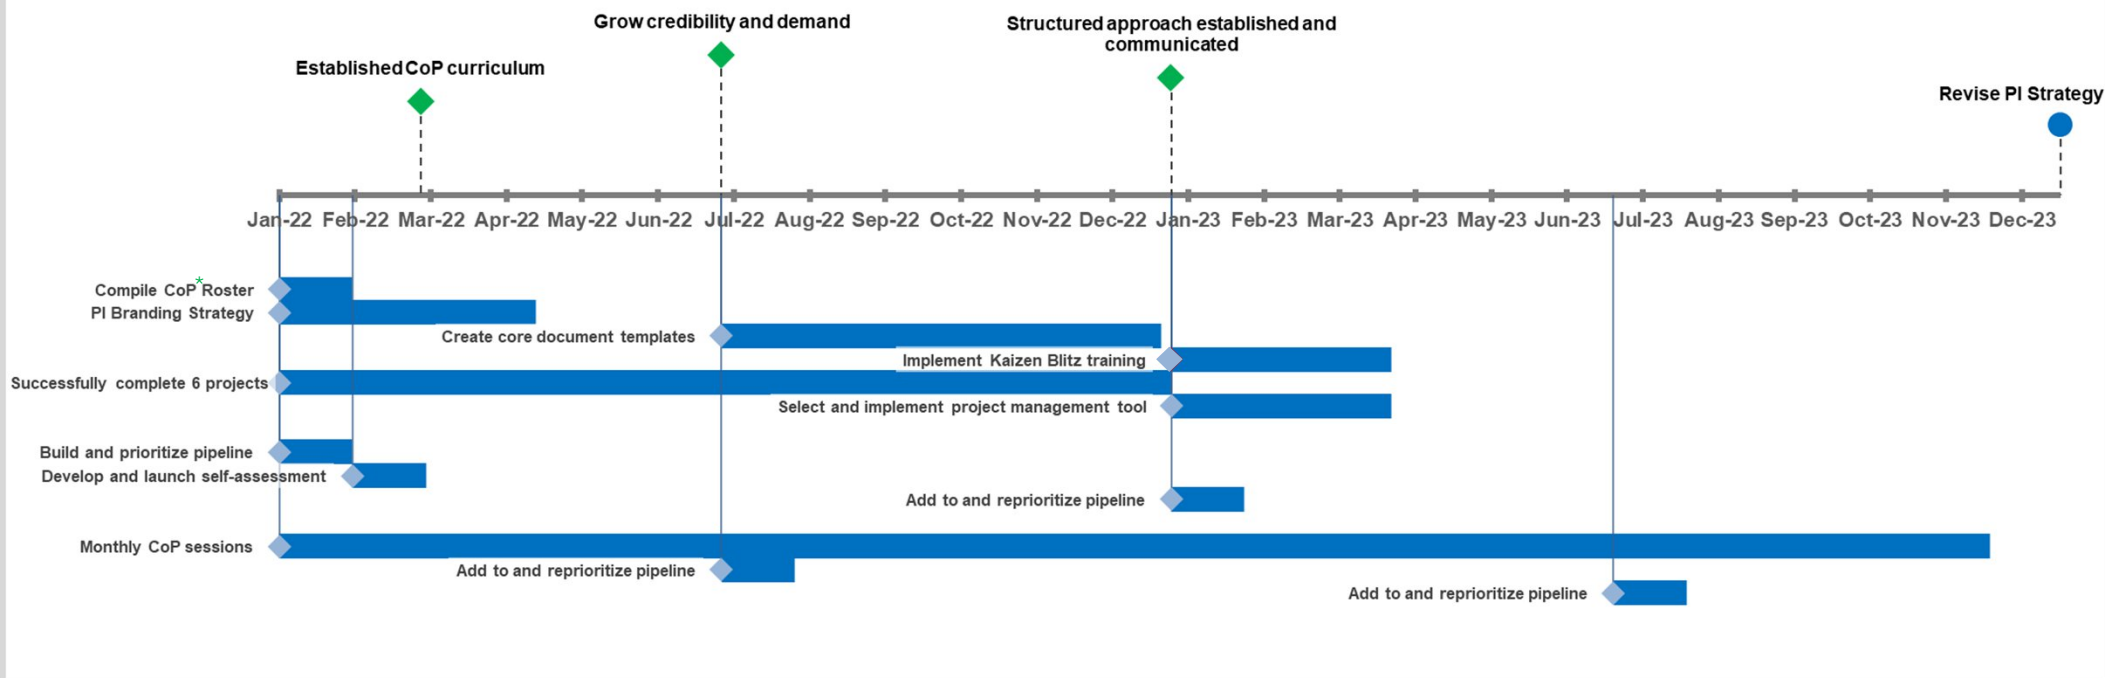 Grow credibility and demand
Structured approach established and
communicated
Established CoP curriculum
Revise PI Strategy
Jan-22 Feb-22 Mar-22 Apr-22 May-22 Jun-22 Jul-22 Aug-22 Sep-22 Oct-22 Nov-22 Dec-22 Jan-23 Feb-23 Mar-23 Apr-23 May-23 Jun-23 Jul-23 Aug-23 Sep-23 Oct-23 Nov-23 Dec-23
Compile CoP* Roster
PI Branding Strategy
Create core document templates
Implement Kaizen Blitz training
Successfully complete 6 projects
Select and implement project management tool
Build and prioritize pipeline
Develop and launch self-assessment
Add to and reprioritize pipeline
Monthly CoP sessions
Add to and reprioritize pipeline
Add to and reprioritize pipeline